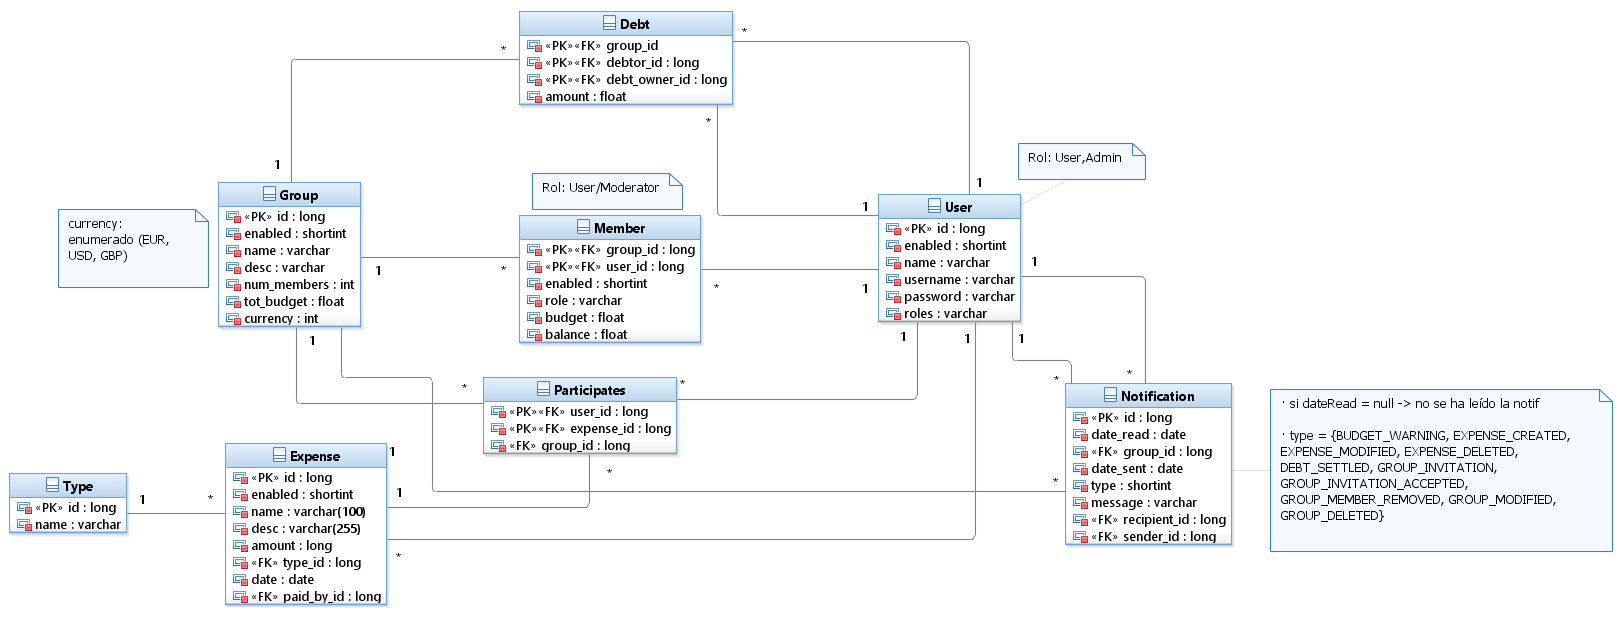 Debt
«PK» «FK» group_id
«PK» «FK» debtor_id : long
«PK» «FK» debt_owner_id : long
amount : float
*
*
*
1
1
1
Rol: User,Admin
Group
«PK» id : long
enabled : shortint
name : varchar
desc : varchar
num_members : int
tot_budget : float
currency : int
currency:
enumerado (EUR,
USD, GBP)
Rol: User/Moderator
Member
«PK» «FK» group_id : long
«PK» «FK» user_id : long
enabled : shortint
role : varchar
budget : float
balance : float
1
*
*
1
User
«PK» id : long
enabled : shortint
name : varchar
username : varchar
password : varchar
roles : varchar
1
1
1
1
1
*
*
*
*
Participates
«PK» «FK» user_id : long
«PK» «FK» expense_id : long
«FK» group_id : long
Notification
«PK» id : long
date_read : date
«FK» group_id : long
date_sent : date
type : shortint
message : varchar
«FK» recipient_id : long
«FK» sender_id : long
· si dateRead = null -> no se ha leído la notif
· type = {BUDGET_WARNING, EXPENSE_CREATED,
EXPENSE_MODIFIED, EXPENSE_DELETED,
DEBT_SETTLED, GROUP_INVITATION,
GROUP_INVITATION_ACCEPTED,
GROUP_MEMBER_REMOVED, GROUP_MODIFIED,
GROUP_DELETED}
Type
«PK» id : long
name : varchar
1
*
Expense
«PK» id : long
enabled : shortint
name : varchar(100)
desc : varchar(255)
amount : long
«FK» type_id : long
date : date
«FK» paid_by_id : long
1
1
*
*
*